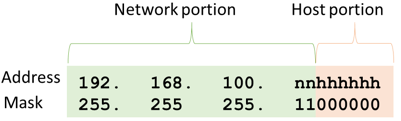 Network portion Host portion
Address 192. 168. 100. nnhhhhhh
Mask 255. 255 255. 11000000